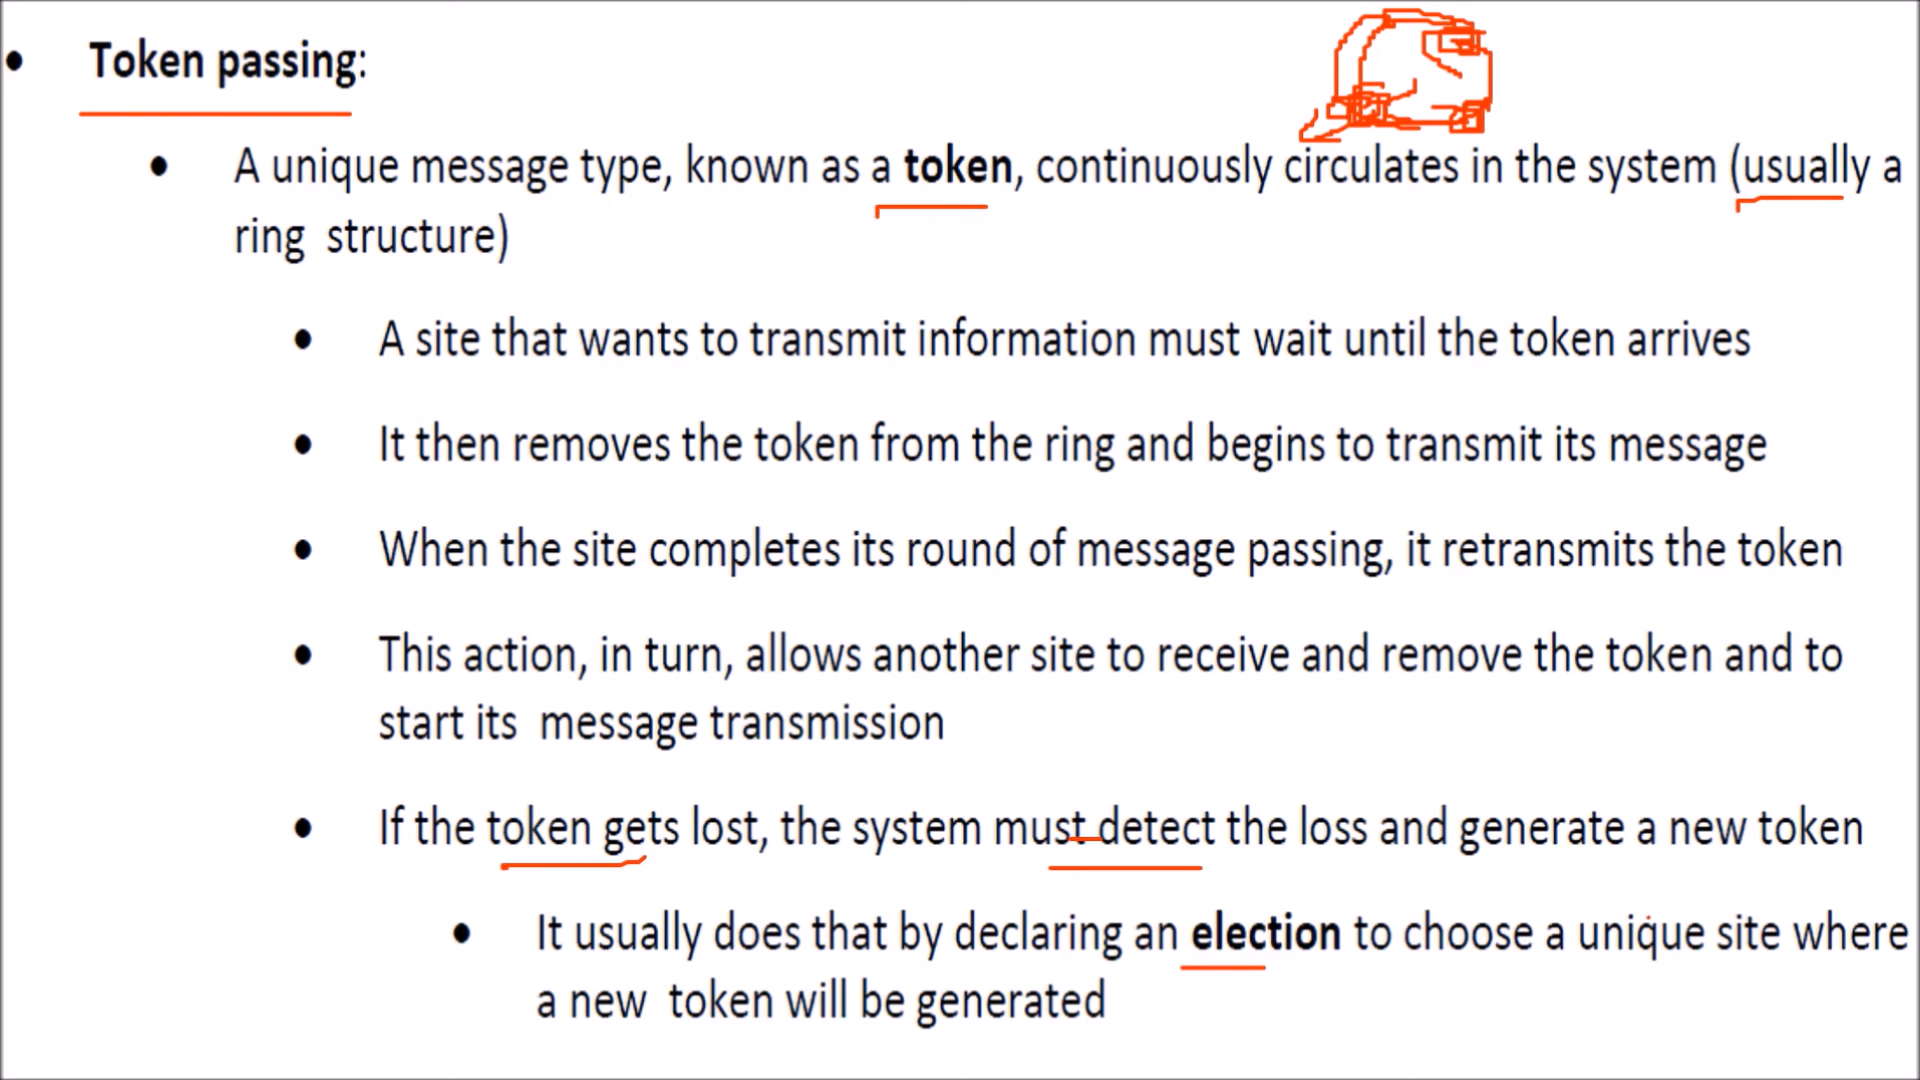 • Token passing:
• A unique message type, known as a token, continuously circulates in the system (usually a
ring structure)
• A site that wants to transmit information must wait until the token arrives
• It then removes the token from the ring and begins to transmit its message
• When the site completes its round of message passing, it retransmits the token
• This action, in turn, allows another site to receive and remove the token and to
start its message transmission
• If the token gets lost, the system must detect the loss and generate a new token
• It usually does that by declaring an election to choose a unique site where
a new token will be generated